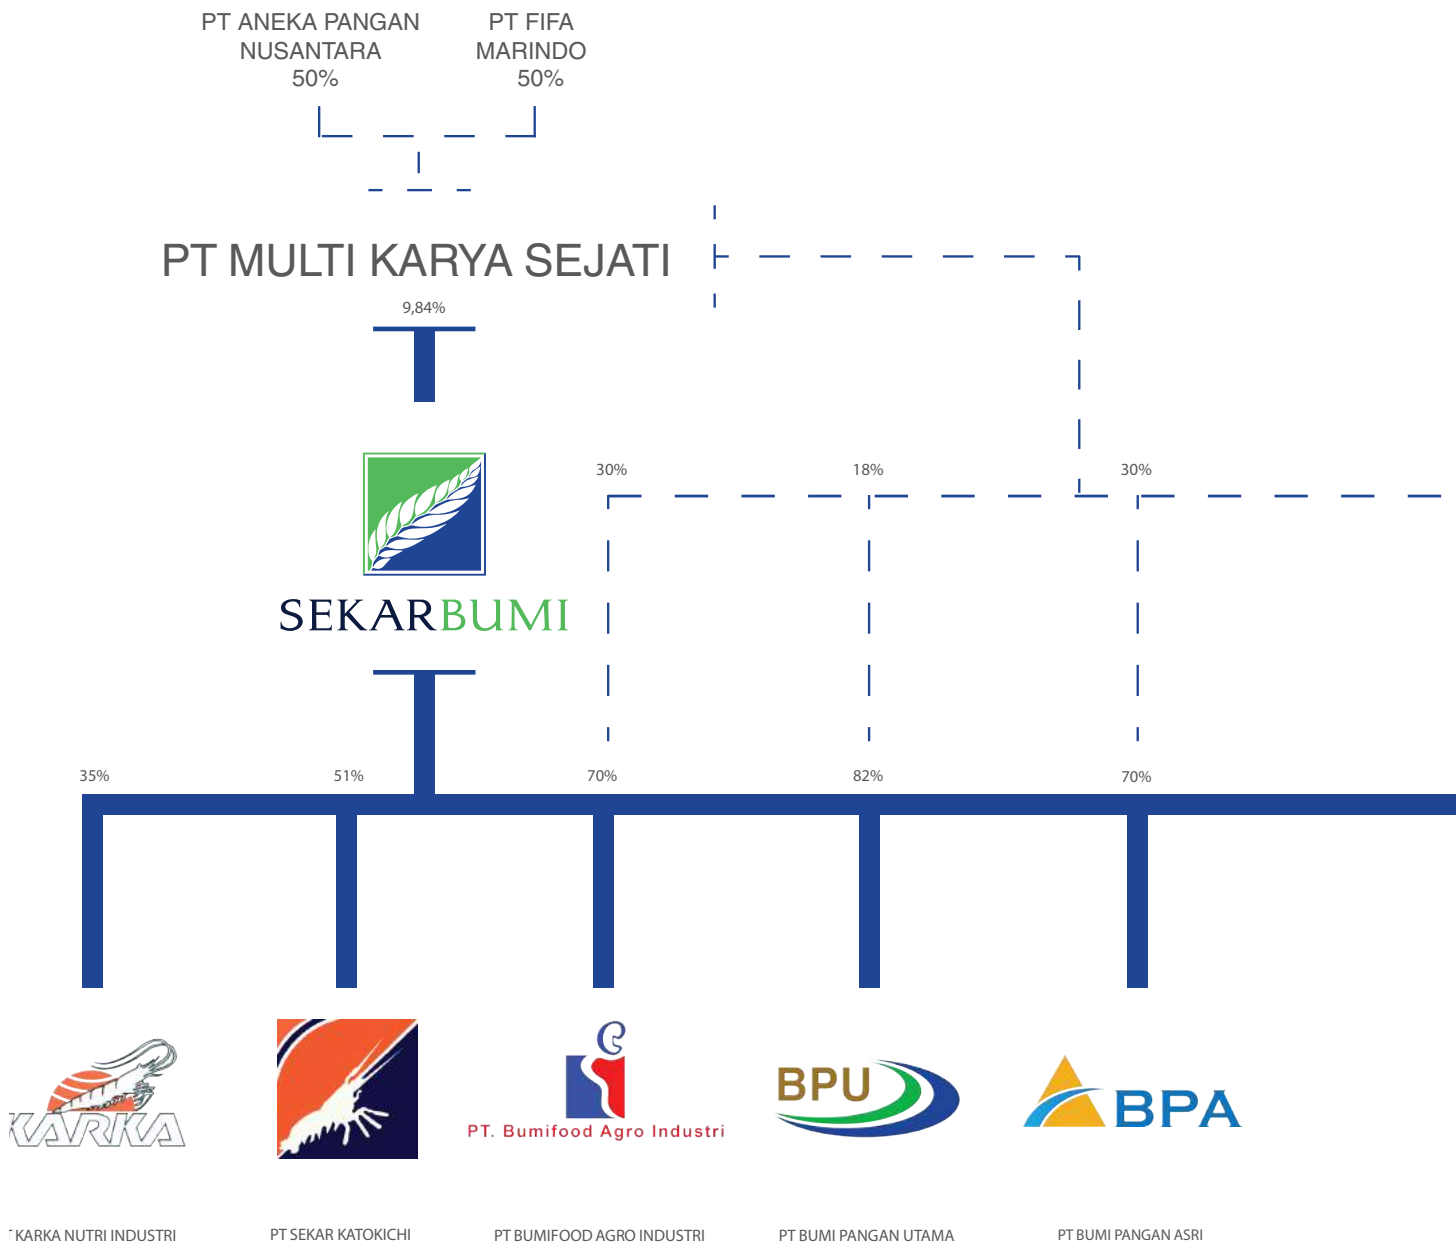 PT ANEKA PANGAN
NUSANTARA
50%
PT FIFA
MARINDO
50%
PT MULTI KARYA SEJATI
9,84%
30%
18%
30%
SEKARBUMI
35%
51%
70%
82%
70%
KARKA
PT. Bumifood Agro Industri
BPU
BPA
T KARKA NUTRI INDUSTRI
PT SEKAR KATOKICHI
PT BUMIFOOD AGRO INDUSTRI
PT BUMI PANGAN UTAMA
PT BUMI PANGAN ASRI